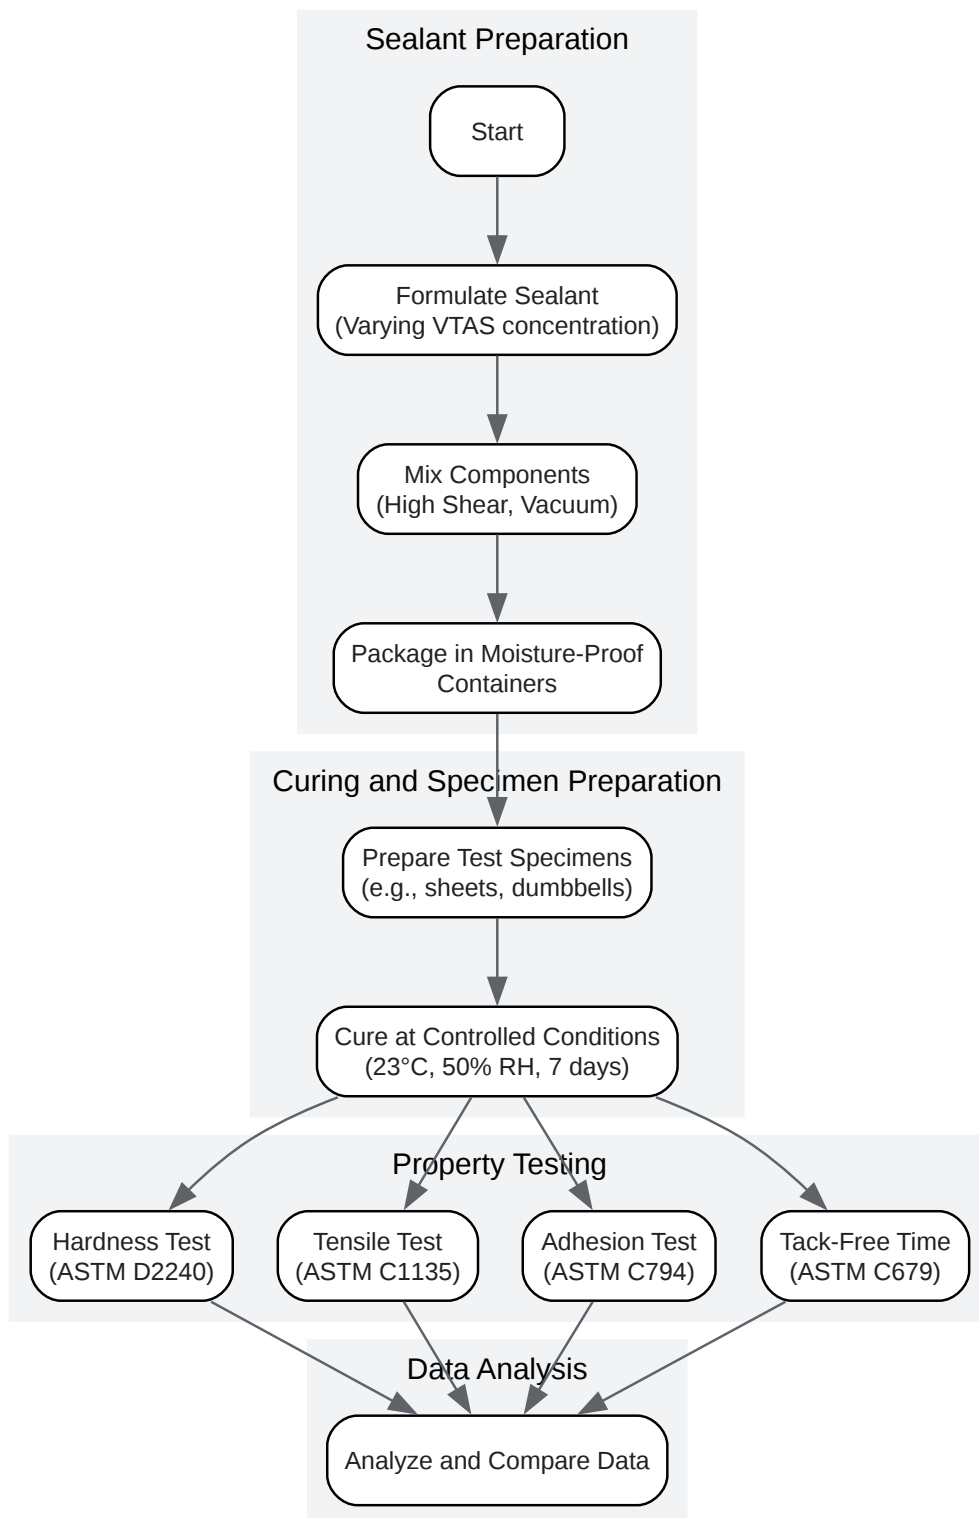 Sealant Preparation
Start
Formulate Sealant
(Varying VTAS concentration)
Mix Components
(High Shear, Vacuum)
Package in Moisture-Proof
Containers
Curing and Specimen Preparation
Prepare Test Specimens
(e.g., sheets, dumbbells)
Cure at Controlled Conditions
(23°C, 50% RH, 7 days)
Property Testing
Hardness Test
(ASTM D2240)
Tensile Test
(ASTM C1135)
Adhesion Test
(ASTM C794)
Tack-Free Time
(ASTM C679)
Data Analysis
Analyze and Compare Data